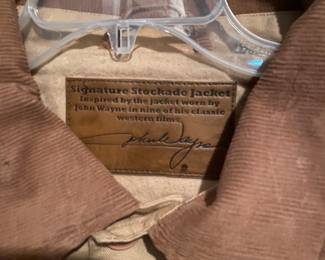 Signature Stockade Jacket
Inspired by the jacket worn by
John Wayne in nine of his classic
western films
John Wayne